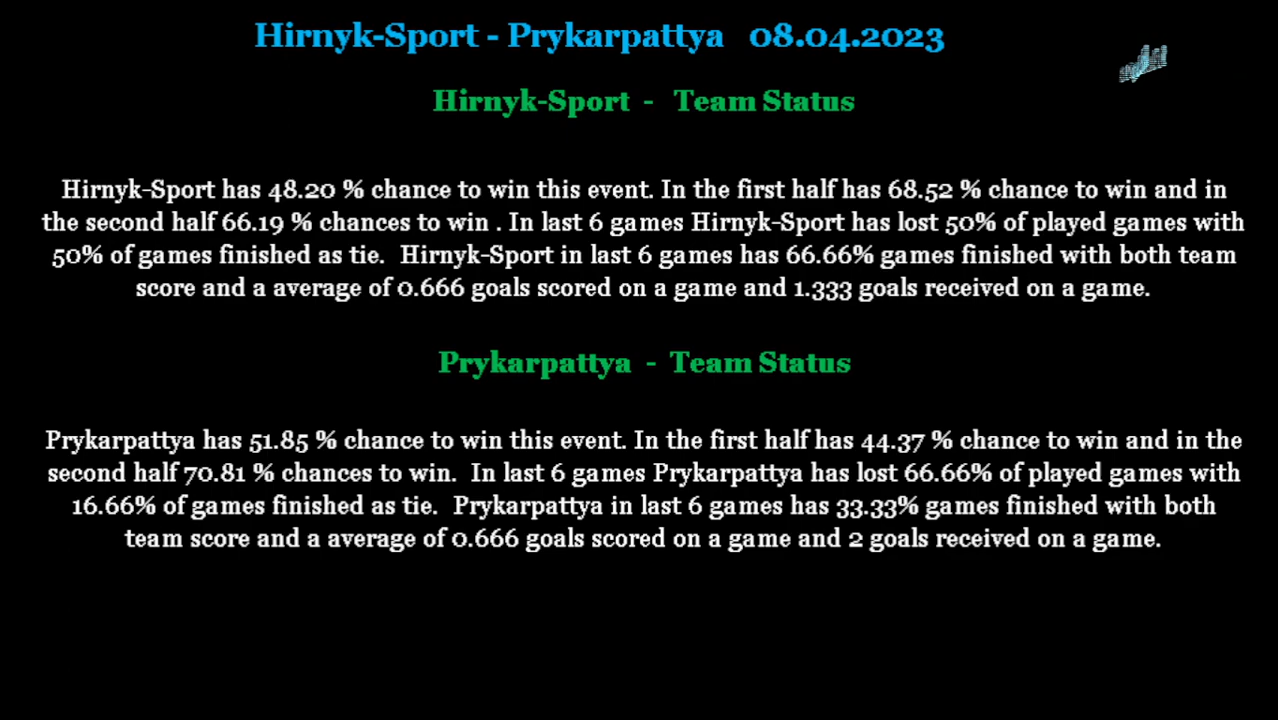 Hirnyk-Sport - Prykarpattya 08.04.2023
Hirnyk-Sport - Team Status
Hirnyk-Sport has 48.20 % chance to win this event. In the first half has 68.52 % chance to win and in
the second half 66.19 % chances to win . In last 6 games Hirnyk-Sport has lost 50% of played games with
50% of games finished as tie. Hirnyk-Sport in last 6 games has 66.66% games finished with both team
score and a average of 0.666 goals scored on a game and 1.333 goals received on a game.
Prykarpattya - Team Status
Prykarpattya has 51.85 % chance to win this event. In the first half has 44.37 % chance to win and in the
second half 70.81 % chances to win. In last 6 games Prykarpattya has lost 66.66% of played games with
16.66% of games finished as tie. Prykarpattya in last 6 games has 33.33% games finished with both
team score and a average of 0.666 goals scored on a game and 2 goals received on a game.